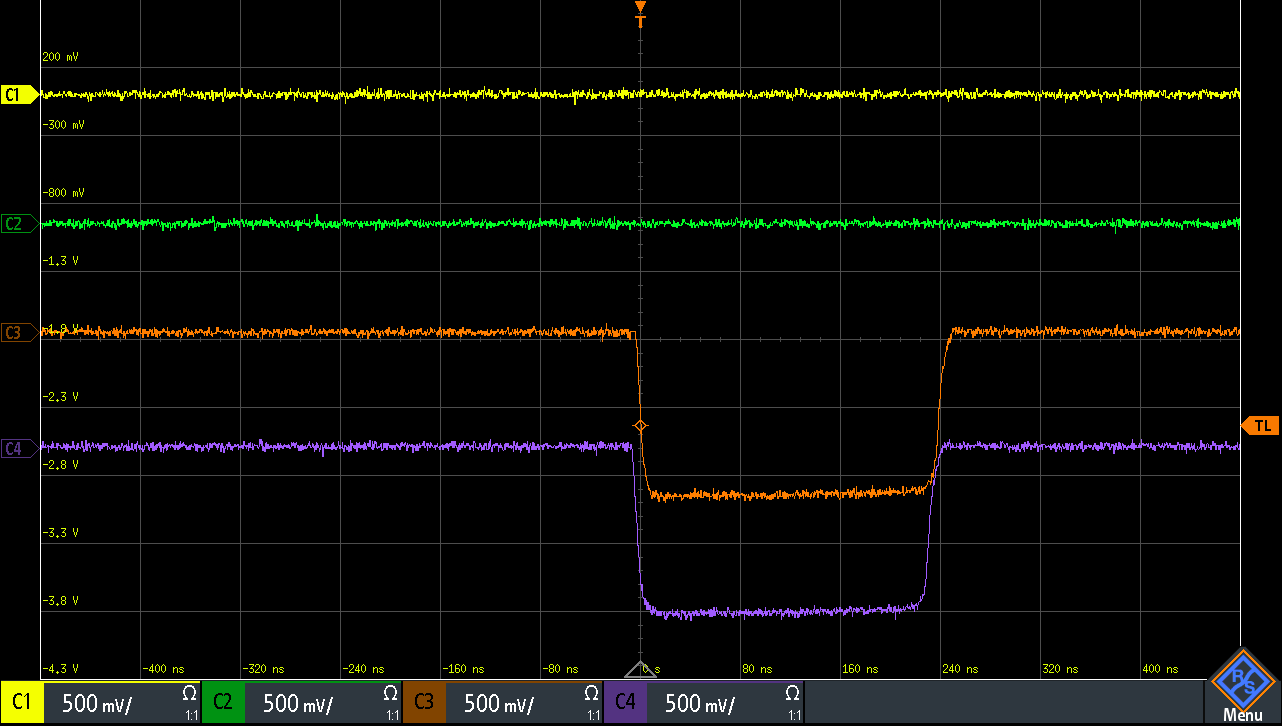 T
200 mV
C1
-300 mV
-800 mV
C2
-1.3 V
C3
-1.8 V
-2.3 V
TL
C4
-2.8 V
-3.3 V
-3.8 V
-4.3 V -400 ns -320 ns -240 ns -160 ns -80 ns 0 s 80 ns 160 ns 240 ns 320 ns 400 ns
C1 500 mV/ Ω 1:1 C2 500 mV/ Ω 1:1 C3 500 mV/ Ω 1:1 C4 500 mV/ Ω 1:1
R S
Menu